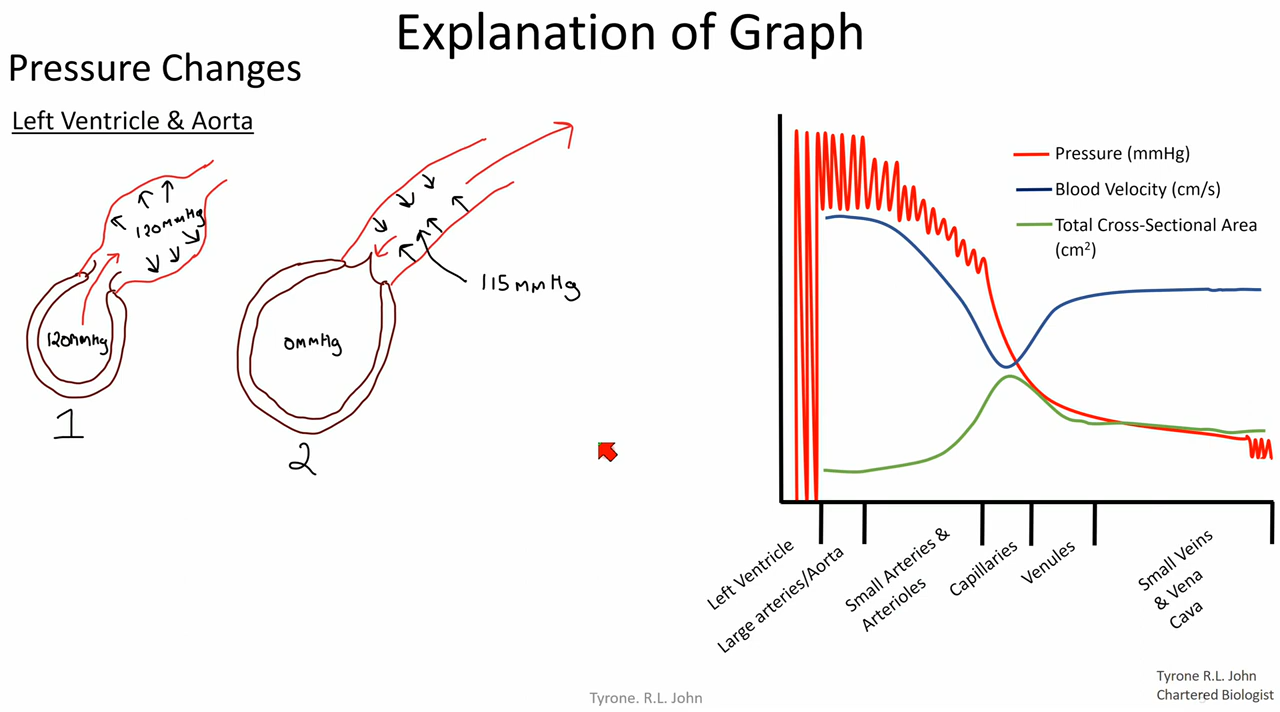 Explanation of Graph
Pressure Changes
Left Ventricle & Aorta
120mmHg
120mmHg
1
115mmHg
0mmHg
2
Pressure (mmHg)
Blood Velocity (cm/s)
Total Cross-Sectional Area
(cm²)
Left Ventricle
Large arteries/Aorta
Small Arteries &
Arterioles
Capillaries
Venules
Small Veins
& Vena
Cava
Tyrone. R.L. John
Tyrone R.L. John
Chartered Biologist